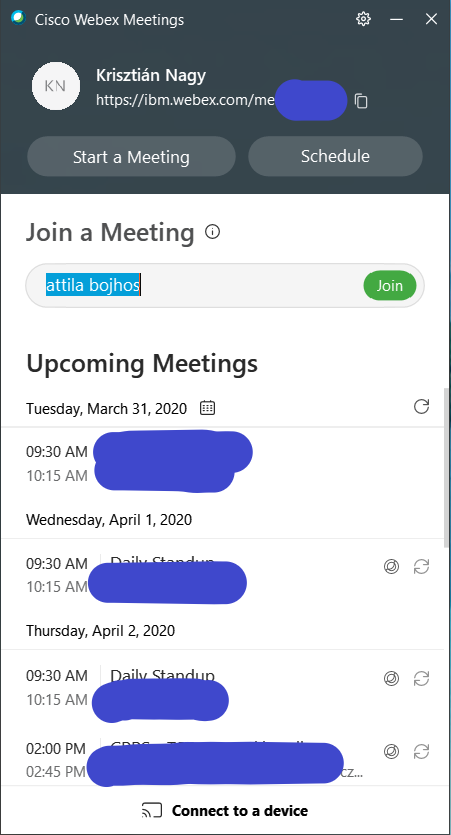 Cisco Webex Meetings
KN
Krisztián Nagy
https://ibm.webex.com/me
Start a Meeting
Schedule
Join a Meeting
attila bojhos
Join
Upcoming Meetings
Tuesday, March 31, 2020
09:30 AM
10:15 AM
Wednesday, April 1, 2020
09:30 AM Daily Standup
10:15 AM
Thursday, April 2, 2020
09:30 AM Daily Standup
10:15 AM
02:00 PM
02:45 PM cz...
Connect to a device